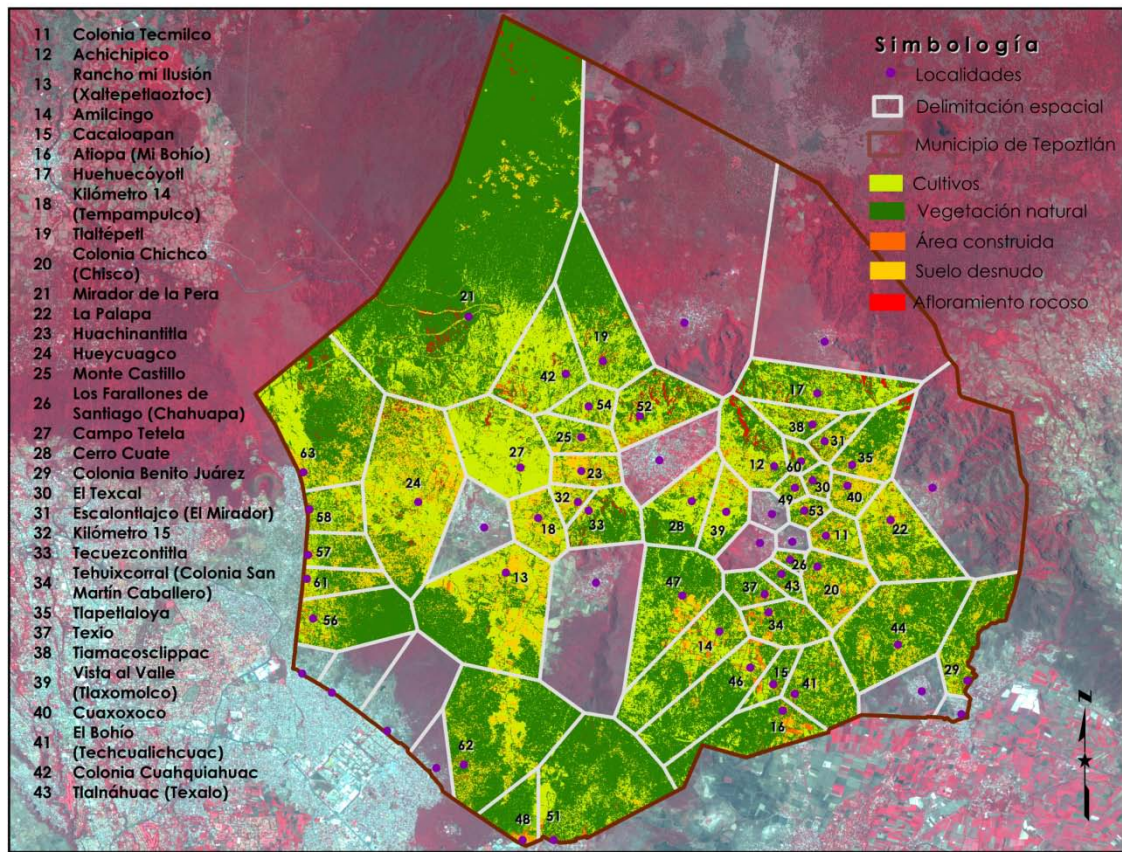 11 Colonia Tecmilco
12 Achichipico
13 Rancho mi Ilusión
(Xaltepetlaoztoc)
14 Amilcingo
15 Cacaloapan
16 Atiopa (Mi Bohío)
17 Huehuecóyotl
18 Kilómetro 14
(Tempampulco)
19 Tlaltépetl
20 Colonia Chichco
(Chisco)
21 Mirador de la Pera
22 La Palapa
23 Huachinantitla
24 Hueycuagco
25 Monte Castillo
26 Los Farallones de
Santiago (Chahuapa)
27 Campo Tetela
28 Cerro Cuate
29 Colonia Benito Juárez
30 El Texcal
31 Escalontlajco (El Mirador)
32 Kilómetro 15
33 Tecuezcontitla
34 Tehuixcorral (Colonia San
Martín Caballero)
35 Tlapetlaloya
37 Texio
38 Tiamacosclippac
39 Vista al Valle
(Tlaxomolco)
40 Cuaxoxoco
41 El Bohío
(Techcualichcuac)
42 Colonia Cuahquiahuac
43 Tlalnáhuac (Texalo)
Simbología
Localidades
Delimitación espacial
Municipio de Tepoztlán
Cultivos
Vegetación natural
Área construida
Suelo desnudo
Afloramiento rocoso
21
19
42
17
54
52
38
31
25
63
27
12
60
35
23
30
40
24
49
32
58
18
33
28
39
53
22
11
57
26
13
61
43
47
37
20
56
34
14
44
15
46
41
29
16
62
48
51
N